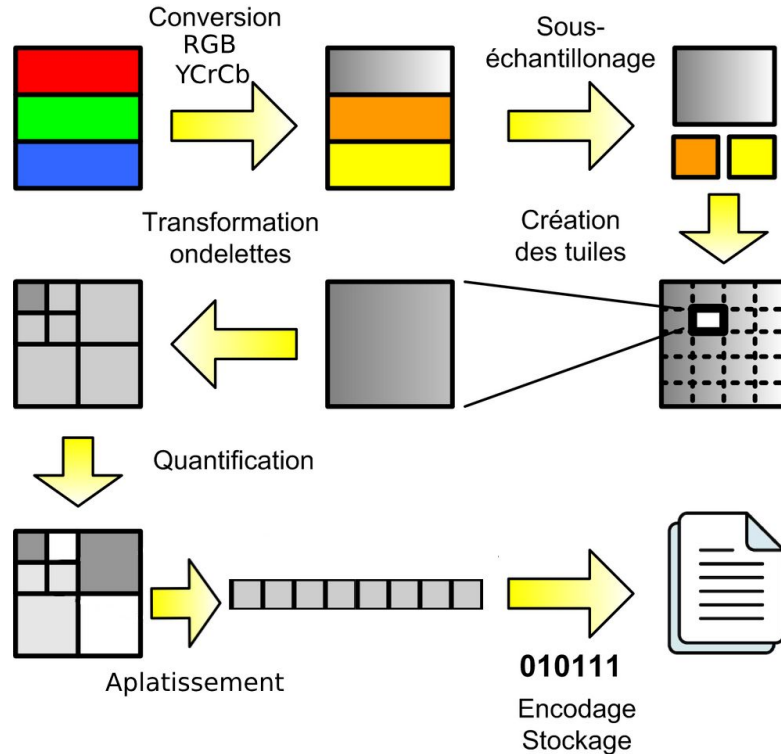 Conversion
RGB
YCrCb
Sous-
échantillonage
Transformation
ondelettes
Création
des tuiles
Quantification
Aplatissement
010111
Encodage
Stockage